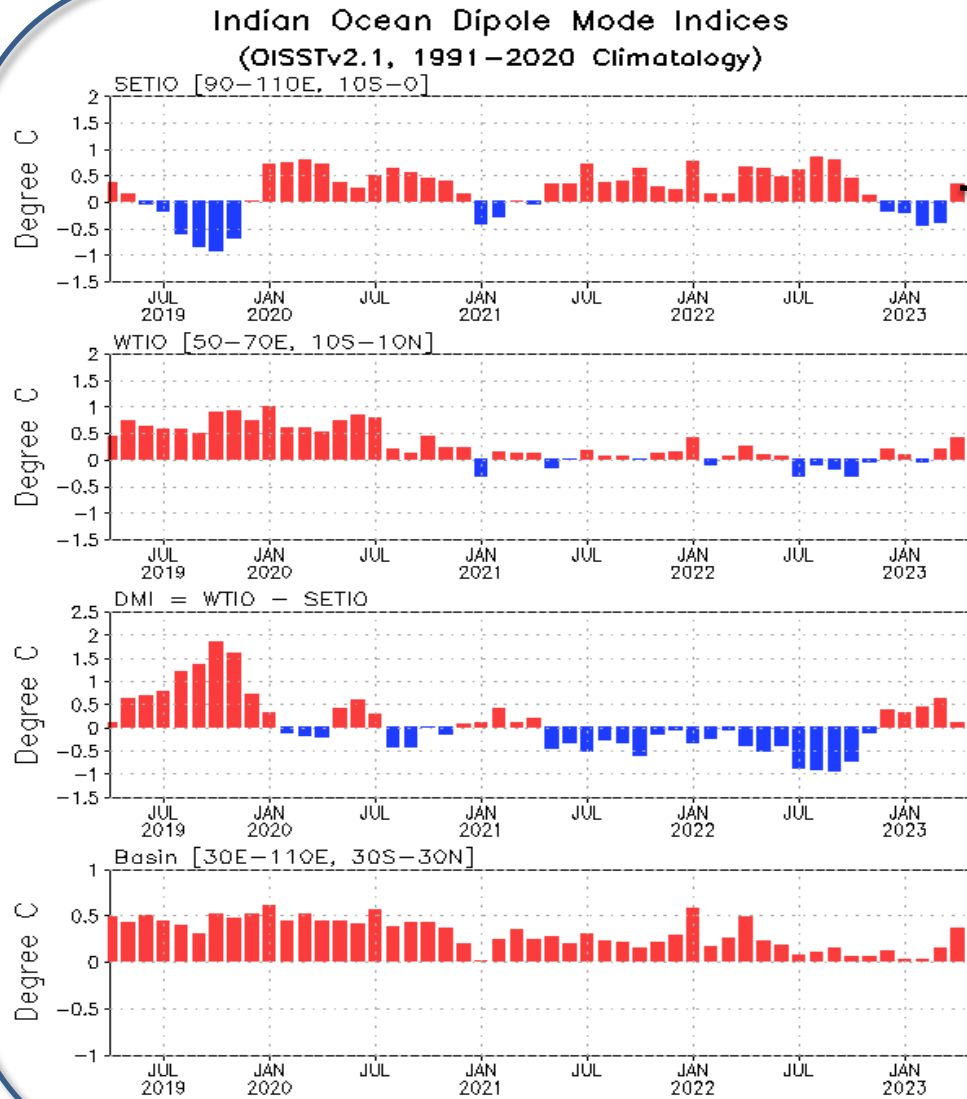 Indian Ocean Dipole Mode Indices
(OISSTv2.1, 1991-2020 Climatology)
SETIO [90-110E, 10S-0]
Degree C
2
1.5
1
0.5
0
-0.5
-1
-1.5
JUL JAN JUL JAN JUL JAN JUL JAN
2019 2020 2021 2022 2023
WTIO [50-70E, 10S-10N]
Degree C
2
1.5
1
0.5
0
-0.5
-1
-1.5
JUL JAN JUL JAN JUL JAN JUL JAN
2019 2020 2021 2022 2023
DMI = WTIO - SETIO
Degree C
2.5
2
1.5
1
0.5
0
-0.5
-1
-1.5
JUL JAN JUL JAN JUL JAN JUL JAN
2019 2020 2021 2022 2023
Basin [30E-110E, 30S-30N]
Degree C
1
0.5
0
-0.5
-1
JUL JAN JUL JAN JUL JAN JUL JAN
2019 2020 2021 2022 2023